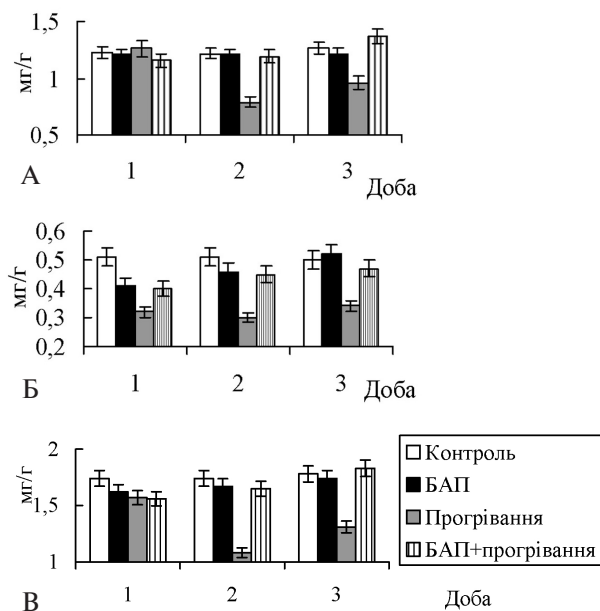 1,5
1
0,5
мг/г
1 2 3
А
Доба
0,6
0,5
0,4
0,3
0,2
мг/г
1 2 3
Б
Доба
2
1,5
1
мг/г
1 2 3
В
Доба
Контроль
БАП
Прогрівання
БАП+прогрівання